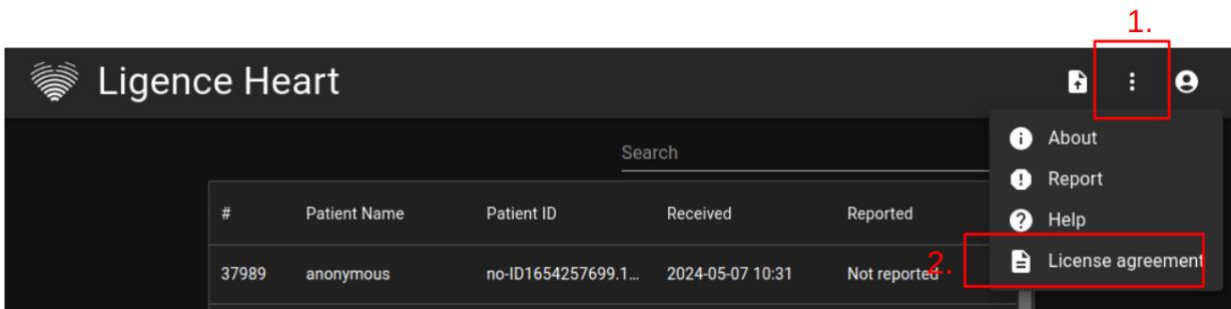 1.
Ligence Heart
About
Search
Report
# Patient Name Patient ID Received Reported
Help
2.
License agreement
37989 anonymous no-ID1654257699.1... 2024-05-07 10:31 Not reported